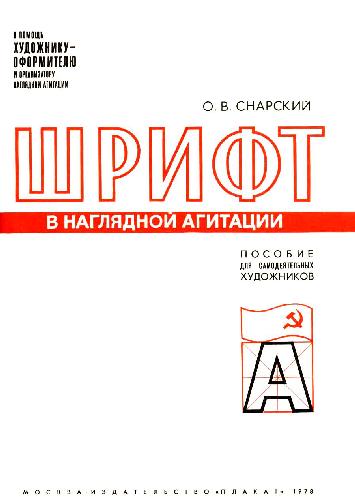 В ПОМОЩЬ
ХУДОЖНИКУ—
ОФОРМИТЕЛЮ
И ОРГАНИЗАТОРУ
НАГЛЯДНОЙ АГИТАЦИИ
О. В. СНАРСКИЙ
ШРИФТ
В НАГЛЯДНОЙ АГИТАЦИИ
ПОСОБИЕ
ДЛЯ САМОДЕЯТЕЛЬНЫХ
ХУДОЖНИКОВ
А
МОСКВА·ИЗДАТЕЛЬСТВО «ПЛАКАТ» 1978